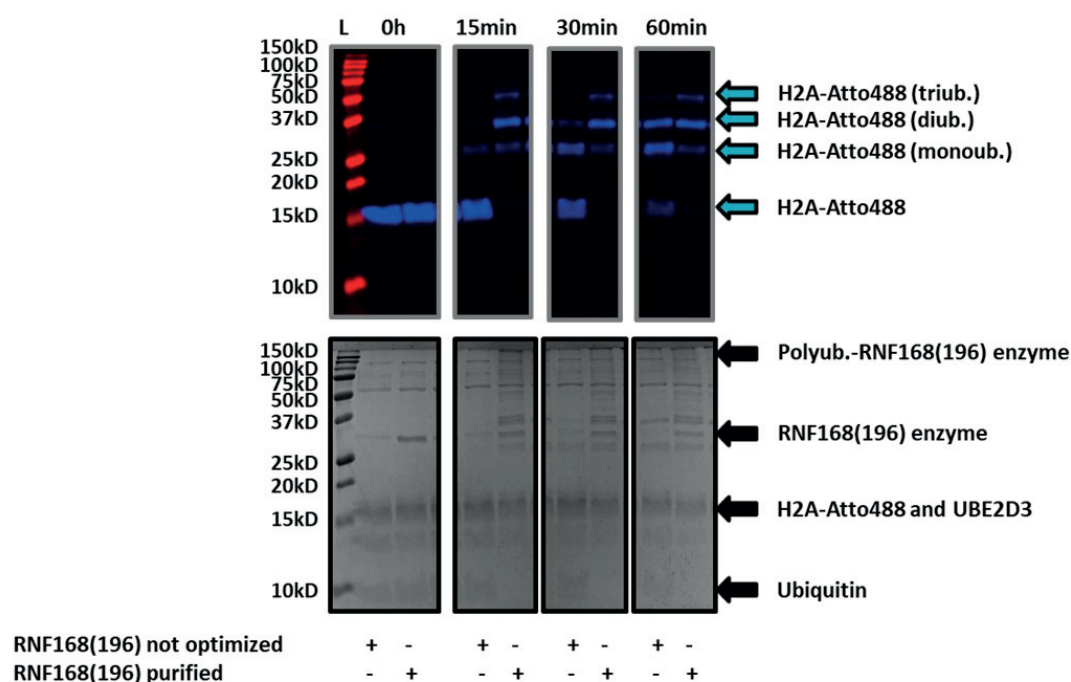 L 0h 15min 30min 60min
150kD
100kD
75kD
50kD
37kD
25kD
20kD
15kD
10kD
H2A-Atto488 (triub.)
H2A-Atto488 (diub.)
H2A-Atto488 (monoub.)
H2A-Atto488
150kD
100kD
75kD
50kD
37kD
25kD
20kD
15kD
10kD
Polyub.-RNF168(196) enzyme
RNF168(196) enzyme
H2A-Atto488 and UBE2D3
Ubiquitin
RNF168(196) not optimized + - + - + - + -
RNF168(196) purified - + - + - + - +